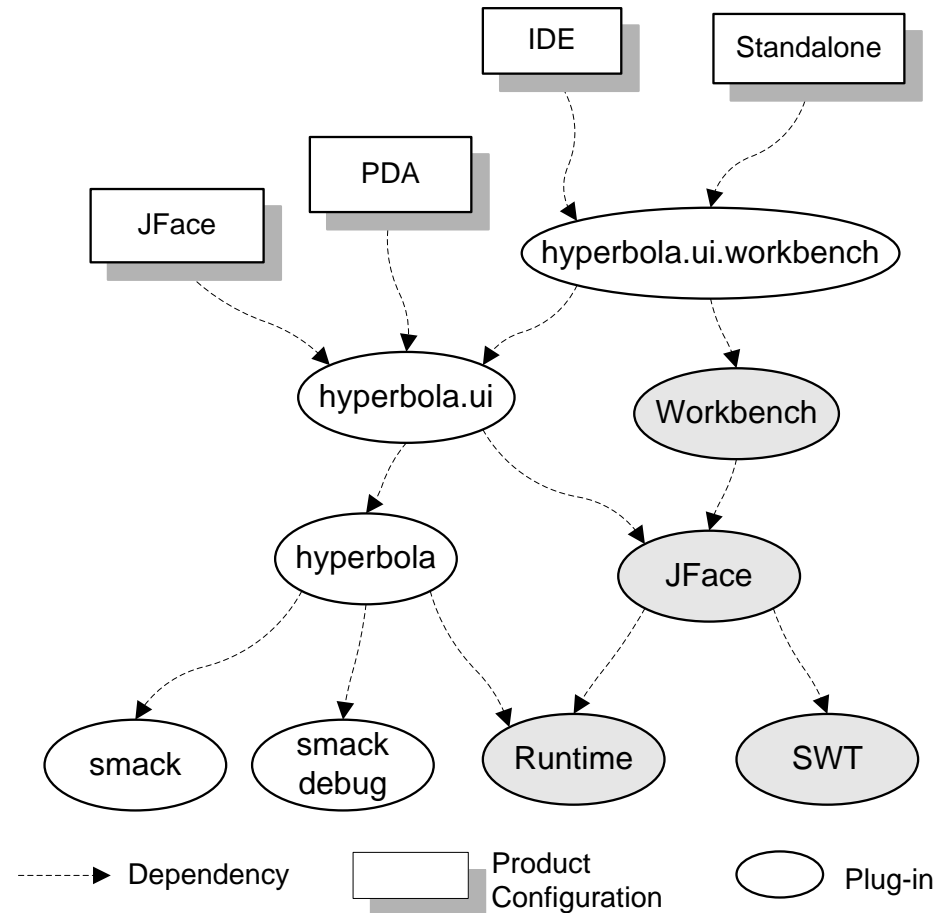 IDE
Standalone
PDA
JFace
hyperbola.ui.workbench
hyperbola.ui
Workbench
hyperbola
JFace
smack
smack
debug
Runtime
SWT
Dependency
Product
Configuration
Plug-in